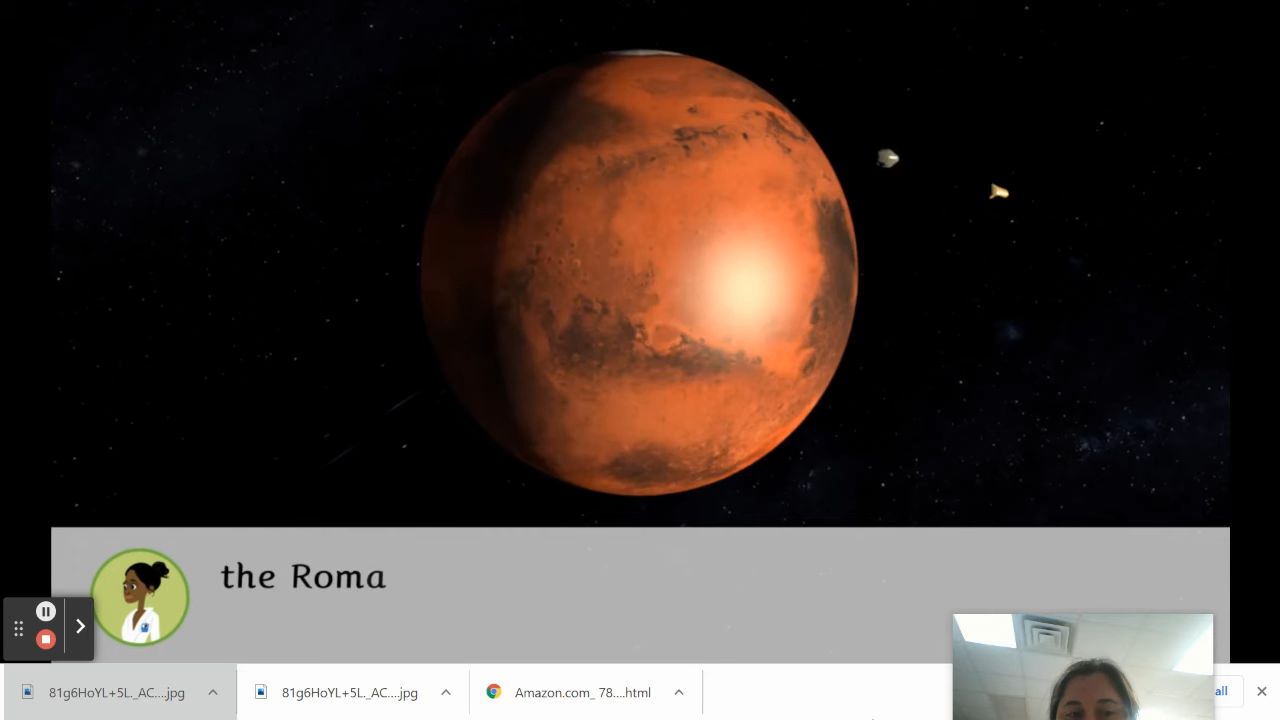 the Roma
81g6HoYL+5L._AC....jpg
81g6HoYL+5L._AC....jpg
Amazon.com_ 78....html
all